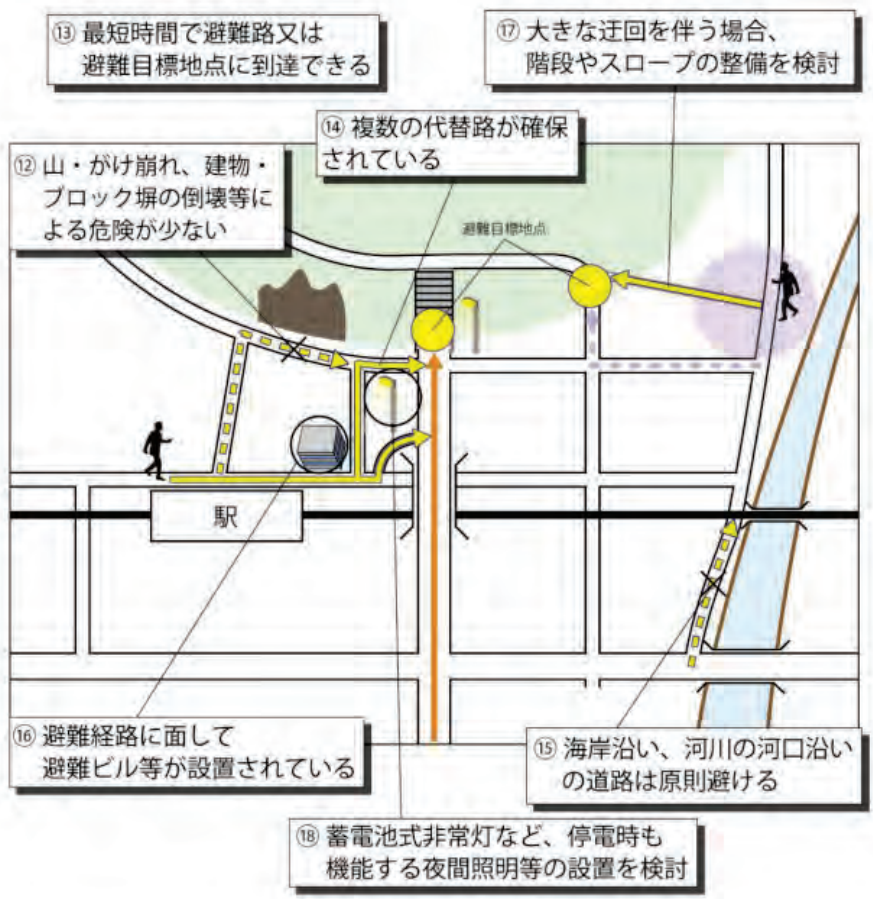 ⑬ 最短時間で避難路又は
避難目標地点に到達できる
⑰ 大きな迂回を伴う場合、
階段やスロープの整備を検討
⑭ 複数の代替路が確保
されている
⑫ 山・がけ崩れ、建物・
ブロック塀の倒壊等に
よる危険が少ない
避難目標地点
駅
⑯ 避難経路に面して
避難ビル等が設置されている
⑮ 海岸沿い、河川の河口沿い
の道路は原則避ける
⑱ 蓄電池式非常灯など、停電時も
機能する夜間照明等の設置を検討